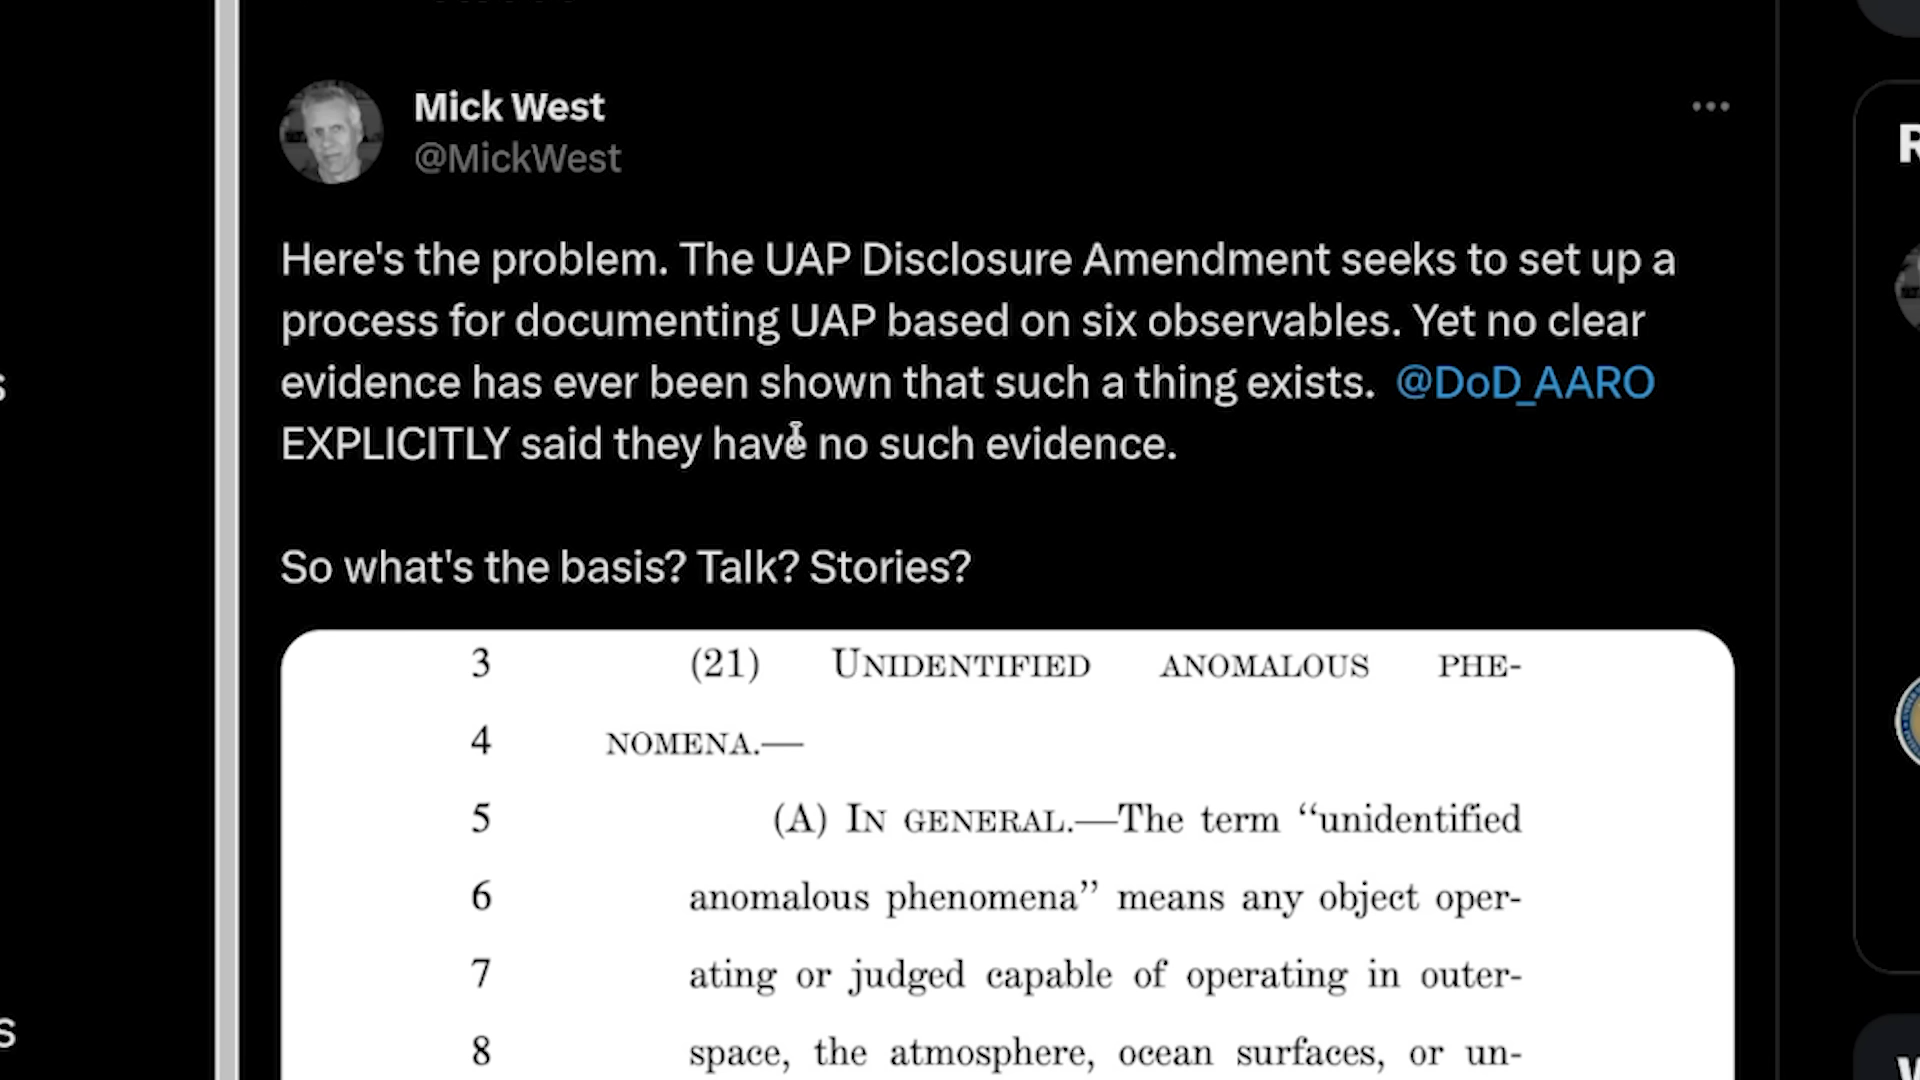 Mick West
@MickWest
Here's the problem. The UAP Disclosure Amendment seeks to set up a
process for documenting UAP based on six observables. Yet no clear
evidence has ever been shown that such a thing exists. @DoD_AARO
EXPLICITLY said they have no such evidence.
So what's the basis? Talk? Stories?
3 (21) UNIDENTIFIED ANOMALOUS PHE-
4 NOMENA.—
5 (A) IN GENERAL.—The term “unidentified
6 anomalous phenomena” means any object oper-
7 ating or judged capable of operating in outer-
8 space, the atmosphere, ocean surfaces, or un-